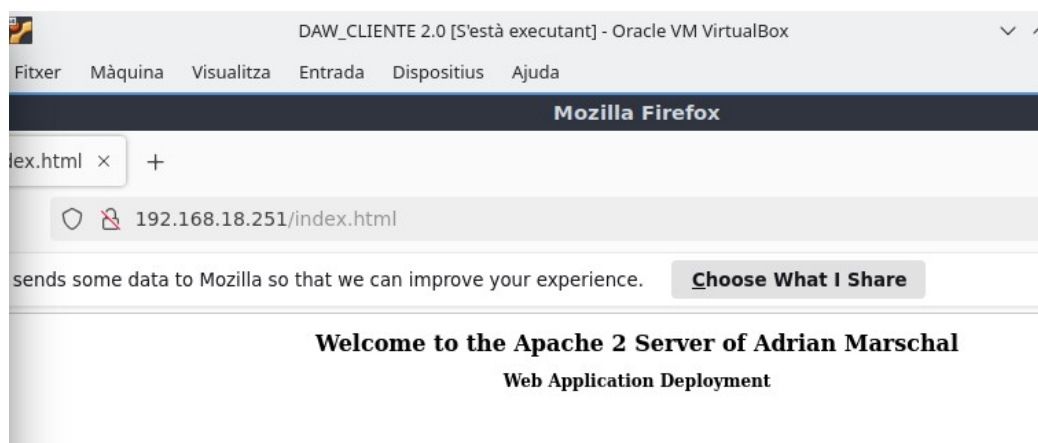 DAW_CLIENTE 2.0 [S'està executant] - Oracle VM VirtualBox
Fitxer Màquina Visualitza Entrada Dispositius Ajuda
Mozilla Firefox
dex.html
192.168.18.251/index.html
sends some data to Mozilla so that we can improve your experience. Choose What I Share
Welcome to the Apache 2 Server of Adrian Marschal
Web Application Deployment